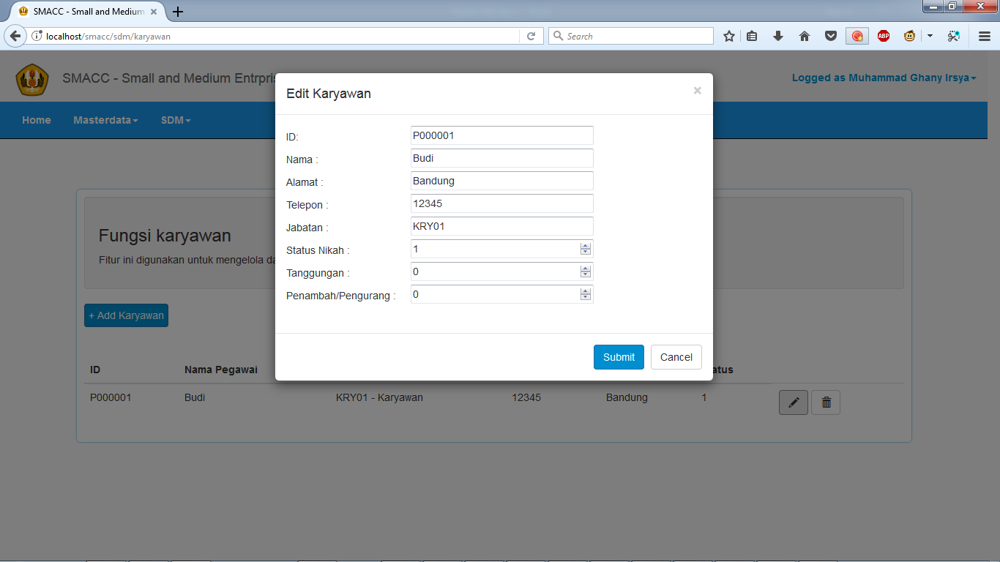 SMACC - Small and Medium
localhost/smacc/sdm/karyawan
Search
ABP
SMACC - Small and Medium Entrpris
Logged as Muhammad Ghany Irsya
Home Masterdata SDM
Edit Karyawan ×
ID: P000001
Nama : Budi
Alamat : Bandung
Telepon : 12345
Jabatan : KRY01
Status Nikah : 1
Tanggungan : 0
Penambah/Pengurang : 0
Submit Cancel
Fungsi karyawan
Fitur ini digunakan untuk mengelola da
+ Add Karyawan
ID Nama Pegawai atus
P000001 Budi KRY01 - Karyawan 12345 Bandung 1